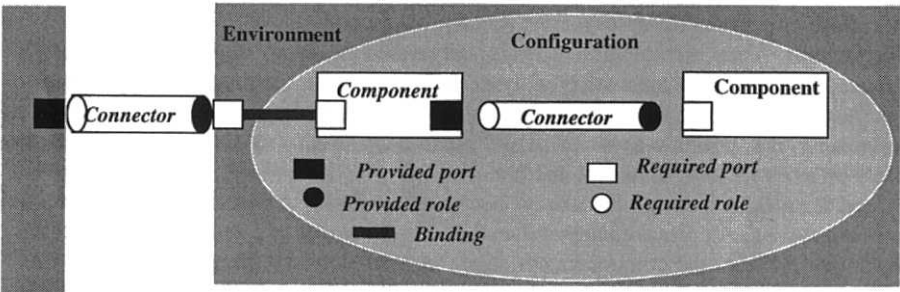 Environment
Configuration
Component
Component
Connector
Connector
Provided port
Required port
Provided role
Required role
Binding